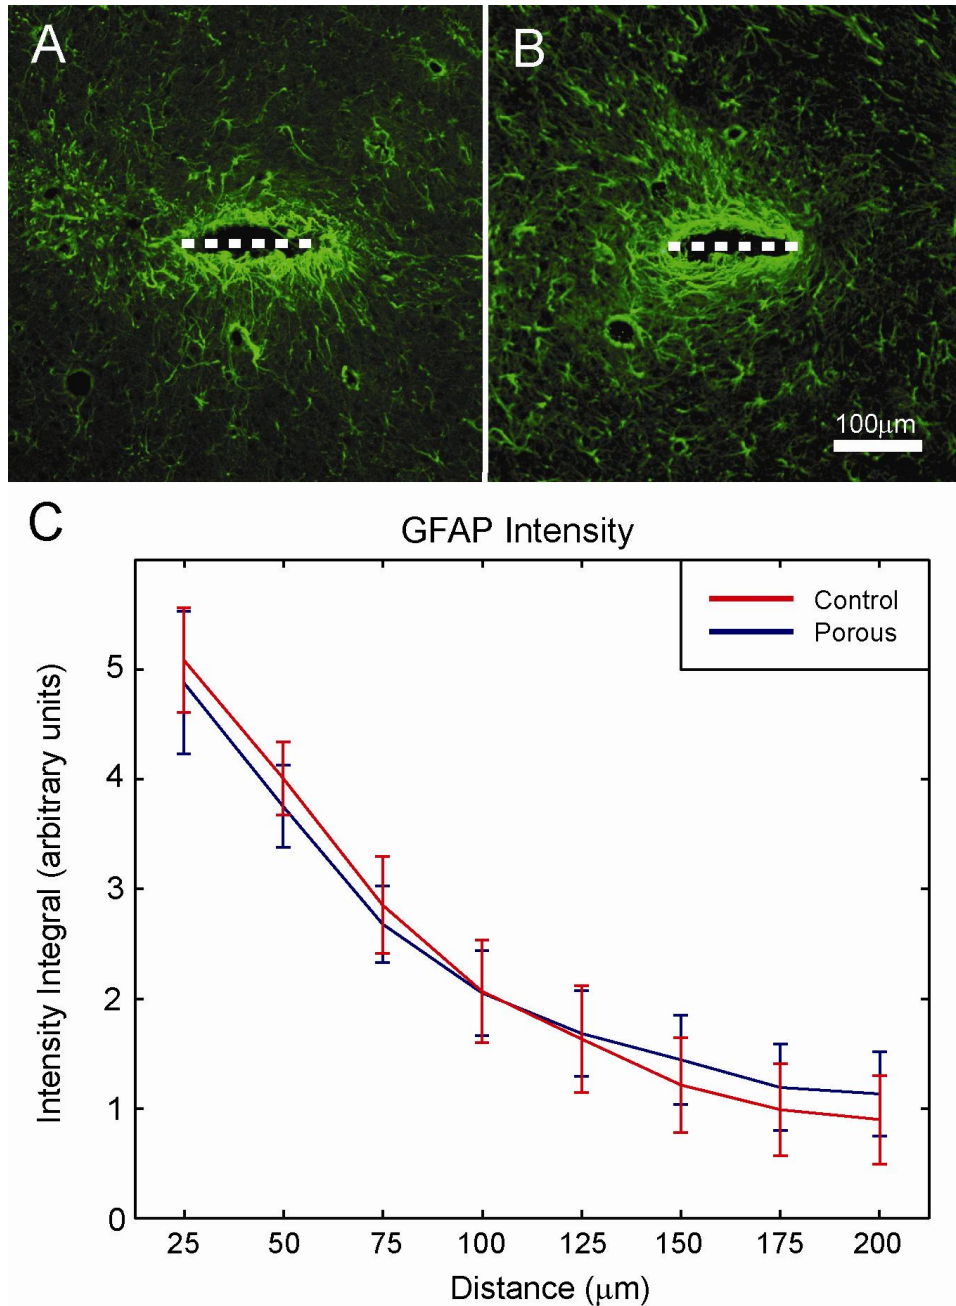 A
B
100μm
C
GFAP Intensity
Control
Porous
Intensity Integral (arbitrary units)
5
4
3
2
1
0
25 50 75 100 125 150 175 200
Distance (μm)